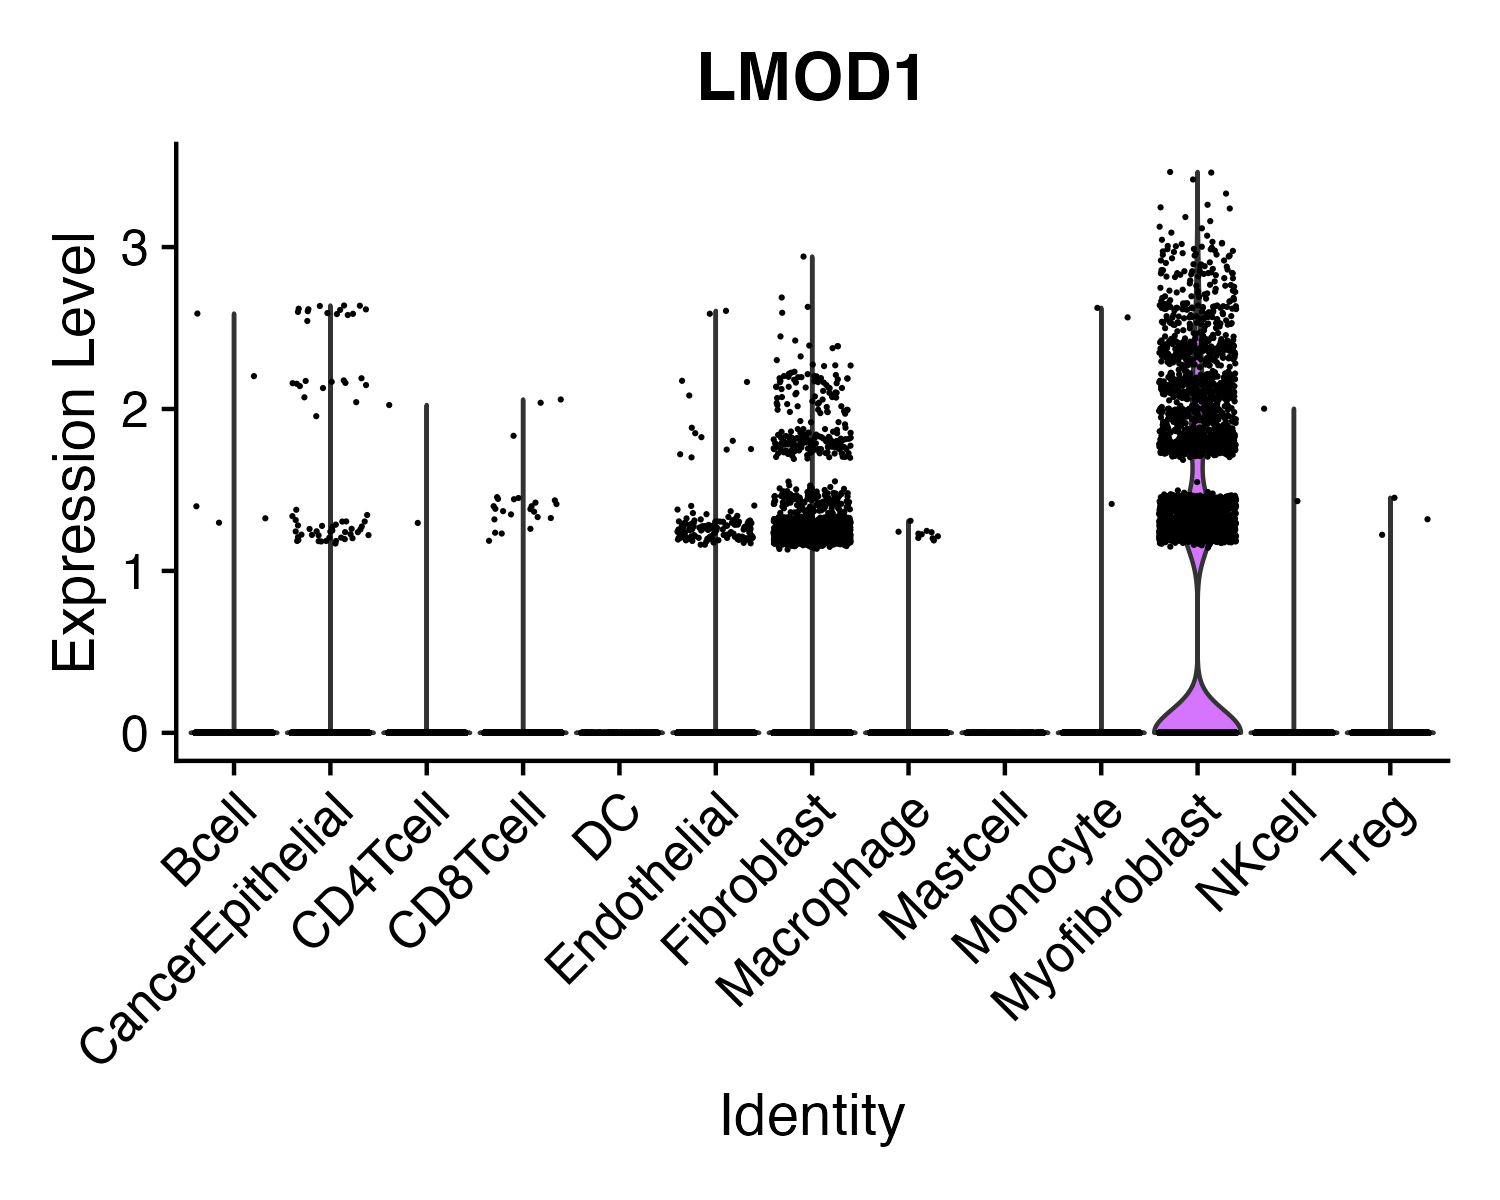 LMOD1
Expression Level
3
2
1
0
Bcell
CancerEpithelial
CD4Tcell
CD8Tcell
DC
Endothelial
Fibroblast
Macrophage
Mastcell
Monocyte
Myofibroblast
NKcell
Treg
Identity